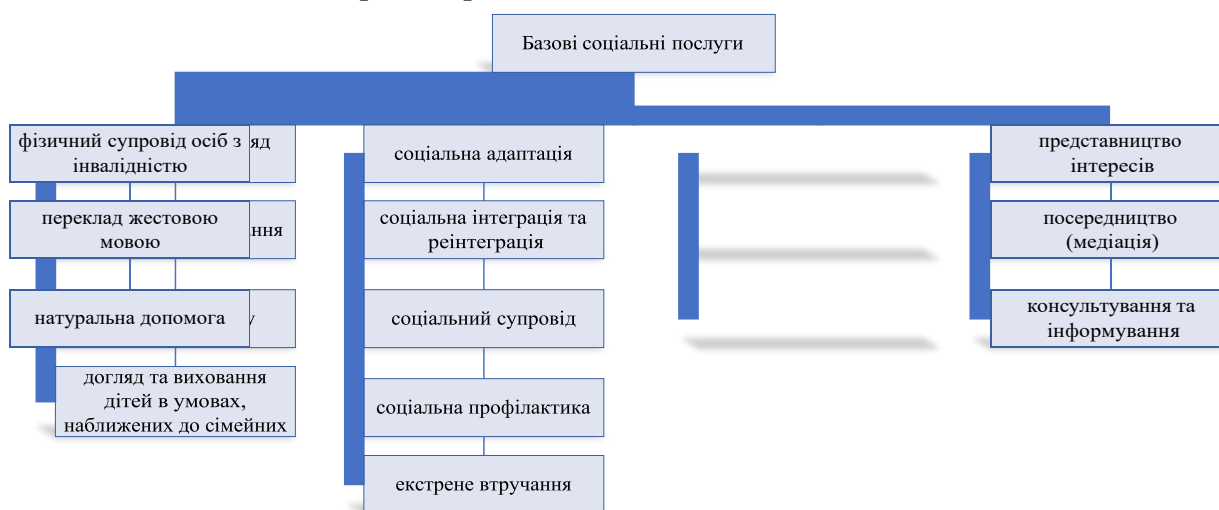 Базові соціальні послуги
фізичний супровід осіб з
інвалідністю
переклад жестовою
мовою
натуральна допомога
догляд та виховання
дітей в умовах,
наближених до сімейних
соціальна адаптація
соціальна інтеграція та
реінтеграція
соціальний супровід
соціальна профілактика
екстрене втручання
представництво
інтересів
посередництво
(медіація)
консультування та
інформування